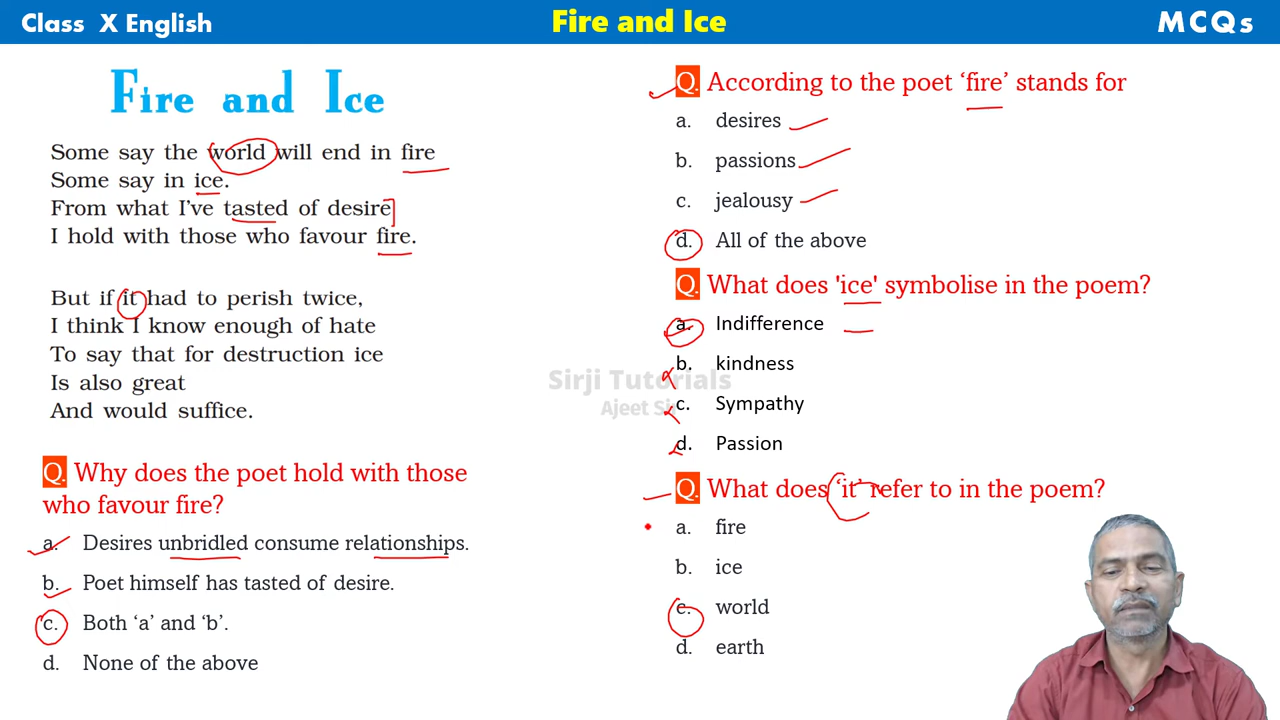 Class X English
Fire and Ice
MCQs
Fire and Ice
Some say the world will end in fire
Some say in ice.
From what I've tasted of desire
I hold with those who favour fire.
But if it had to perish twice,
I think I know enough of hate
To say that for destruction ice
Is also great
And would suffice.
Q. Why does the poet hold with those
who favour fire?
a. Desires unbridled consume relationships.
b. Poet himself has tasted of desire.
c. Both ‘a’ and ‘b’.
d. None of the above
Q. According to the poet ‘fire’ stands for
a. desires
b. passions
c. jealousy
d. All of the above
Q. What does 'ice' symbolise in the poem?
a. Indifference
b. kindness
c. Sympathy
d. Passion
Q. What does ‘it’ refer to in the poem?
a. fire
b. ice
c. world
d. earth
Sirji Tutorials
Ajeet Sir